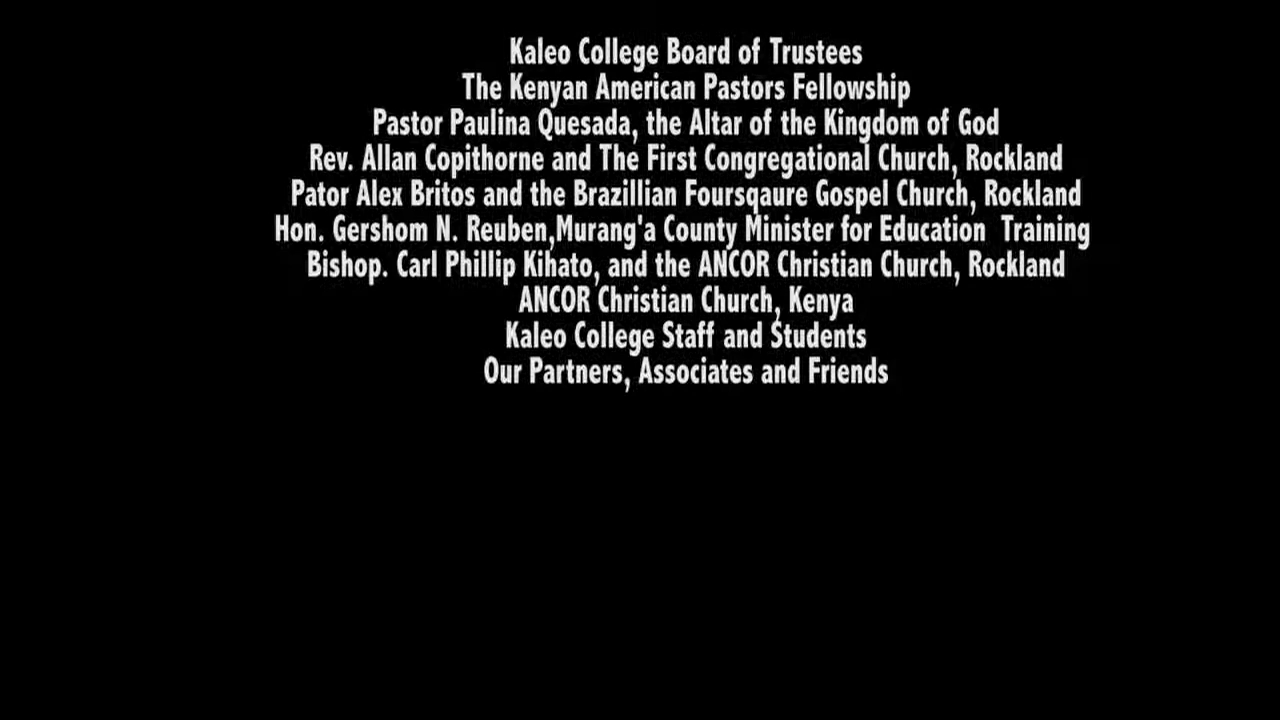 Kaleo College Board of Trustees
The Kenyan American Pastors Fellowship
Pastor Paulina Quesada, the Altar of the Kingdom of God
Rev. Allan Copithorne and The First Congregational Church, Rockland
Pator Alex Britos and the Brazillian Foursqaure Gospel Church, Rockland
Hon. Gershom N. Reuben,Murang'a County Minister for Education  Training
Bishop. Carl Phillip Kihato, and the ANCOR Christian Church, Rockland
ANCOR Christian Church, Kenya
Kaleo College Staff and Students
Our Partners, Associates and Friends